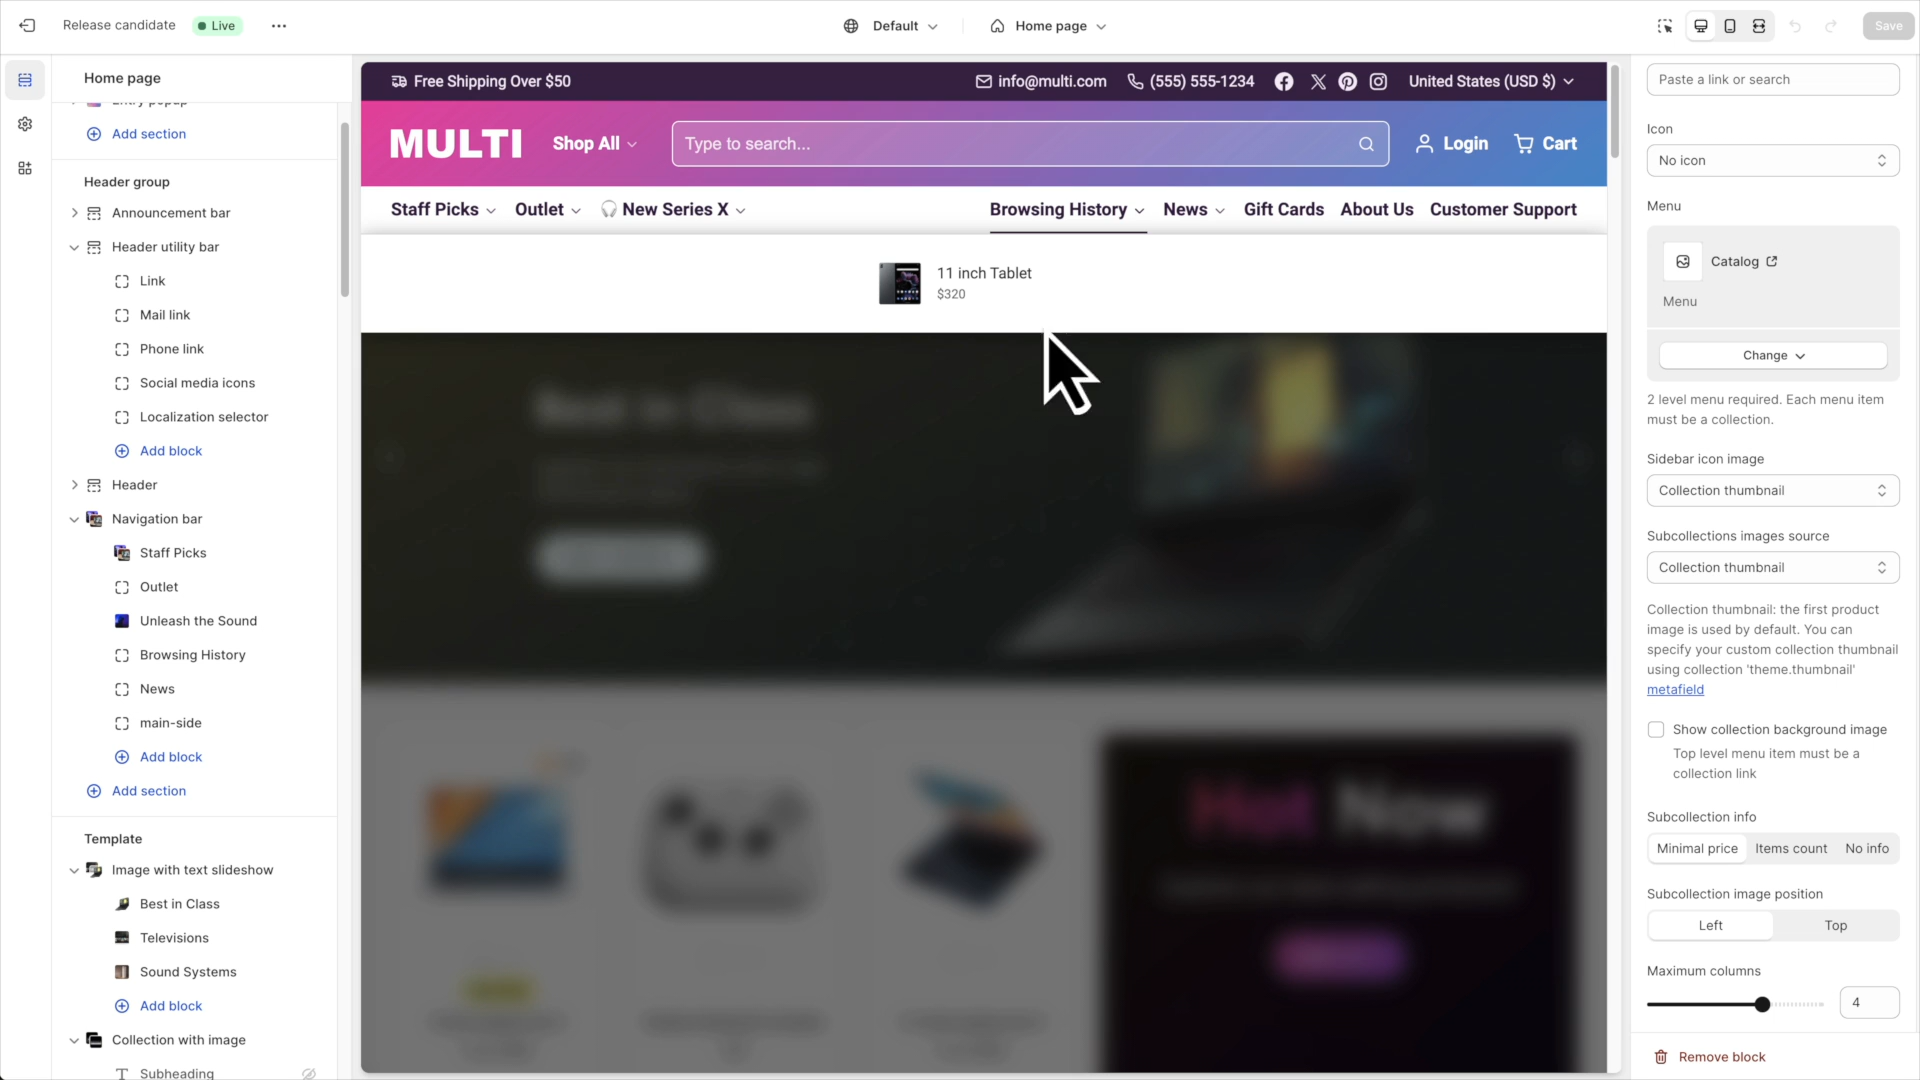 Release candidate
Live
Default
Home page
Save
Home page
Entry popup
Add section
Header group
Announcement bar
Header utility bar
Link
Mail link
Phone link
Social media icons
Localization selector
Add block
Header
Navigation bar
Staff Picks
Outlet
Unleash the Sound
Browsing History
News
main-side
Add block
Add section
Template
Image with text slideshow
Best in Class
Televisions
Sound Systems
Add block
Collection with image
Subheading
Free Shipping Over $50
info@multi.com
(555) 555-1234
United States (USD $)
MULTI
Shop All
Type to search...
Login
Cart
Staff Picks
Outlet
New Series X
Browsing History
News
Gift Cards
About Us
Customer Support
11 inch Tablet
$320
Best in Class
Hot Now
Paste a link or search
Icon
No icon
Menu
Catalog
Menu
Change
2 level menu required. Each menu item
must be a collection.
Sidebar icon image
Collection thumbnail
Subcollections images source
Collection thumbnail
Collection thumbnail: the first product
image is used by default. You can
specify your custom collection thumbnail
using collection 'theme.thumbnail'
metafield
Show collection background image
Top level menu item must be a
collection link
Subcollection info
Minimal price
Items count
No info
Subcollection image position
Left
Top
Maximum columns
4
Remove block